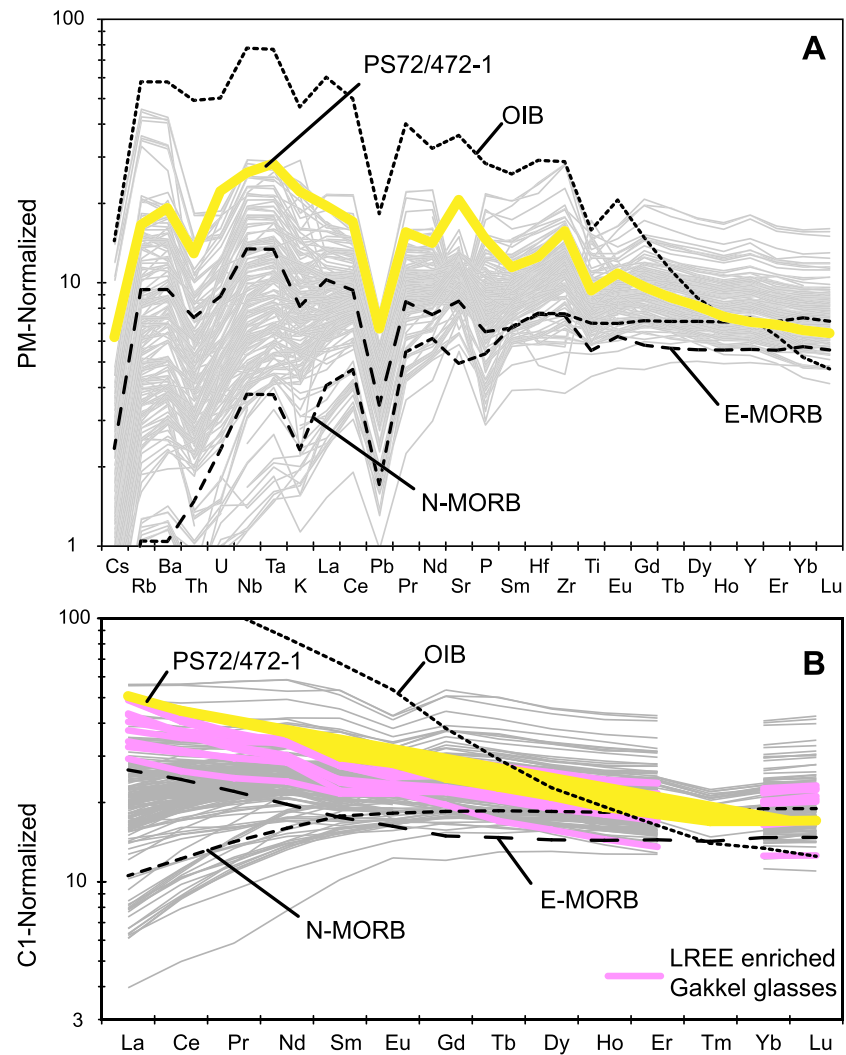 100
A
PS72/472-1
OIB
PM-Normalized
10
E-MORB
N-MORB
1
Cs Ba U Ta La Pb Nd P Hf Ti Gd Dy Y Yb
Rb Th Nb K Ce Pr Sr Sm Zr Eu Tb Ho Er Lu
100
B
PS72/472-1
OIB
C1-Normalized
10
E-MORB
N-MORB
LREE enriched
Gakkel glasses
3
La Ce Pr Nd Sm Eu Gd Tb Dy Ho Er Tm Yb Lu